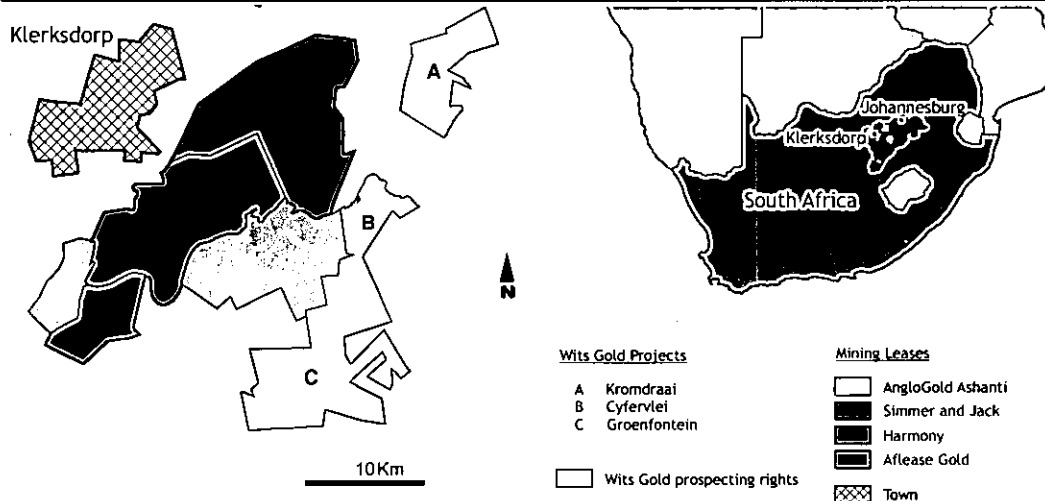 Klerksdorp
A
B
C
N
10Km
Johannesburg
Klerksdorp
South Africa
Wits Gold Projects
A Kromdraai
B Cyfervlei
C Groenfontein
Wits Gold prospecting rights
Mining Leases
AngloGold Ashanti
Simmer and Jack
Harmony
Aflease Gold
Town